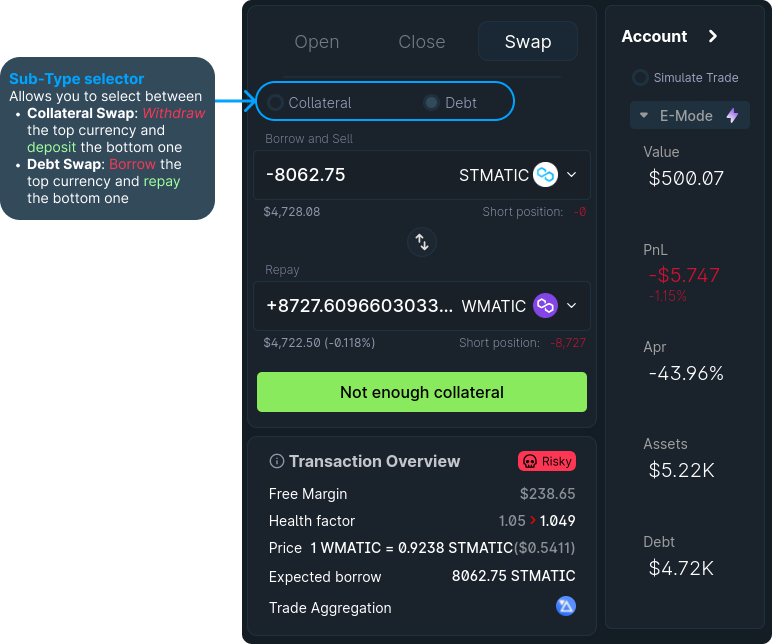 Sub-Type selector
Allows you to select between
• Collateral Swap: Withdraw
the top currency and
deposit the bottom one
• Debt Swap: Borrow the
top currency and repay
the bottom one
Open Close Swap
Collateral Debt
Borrow and Sell
-8062.75 STMATIC
$4,728.08 Short position: -0
Repay
+8727.6096603033... WMATIC
$4,722.50 (-0.118%) Short position: -8,727
Not enough collateral
Transaction Overview Risky
Free Margin $238.65
Health factor 1.05 > 1.049
Price 1 WMATIC = 0.9238 STMATIC($0.5411)
Expected borrow 8062.75 STMATIC
Trade Aggregation
Account
Simulate Trade
E-Mode
Value
$500.07
PnL
-$5.747
-1.15%
Apr
-43.96%
Assets
$5.22K
Debt
$4.72K